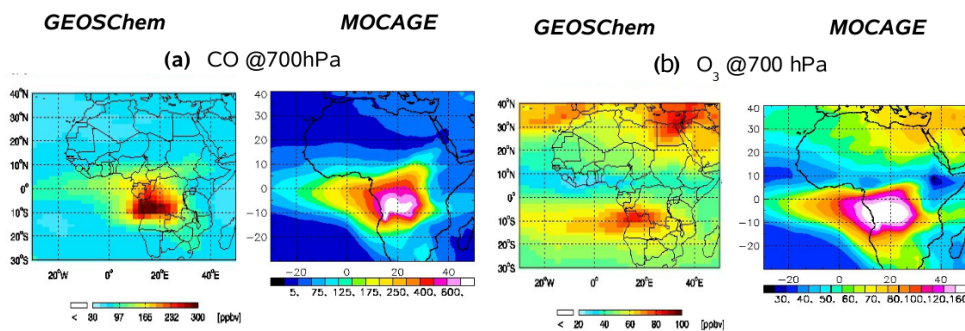 GEOSChem MOCAGE GEOSChem MOCAGE
(a) CO @700hPa (b) O3 @700 hPa
40°N
30°N
20°N
10°N
0°
10°S
20°S
30°S
20°W 0° 20°E 40°E
< 80 97 165 232 300 [ppbv]
40
30
20
10
0
−10
−20
−20 0 20 40
5. 75. 125. 175. 250. 400. 600.
40°N
30°N
20°N
10°N
0°
10°S
20°S
30°S
20°W 0° 20°E 40°E
< 20 40 60 80 100 [ppbv]
40
30
20
10
0
−10
−20
−20 0 20 40
30. 40. 50. 60. 70. 80.100.120.160.